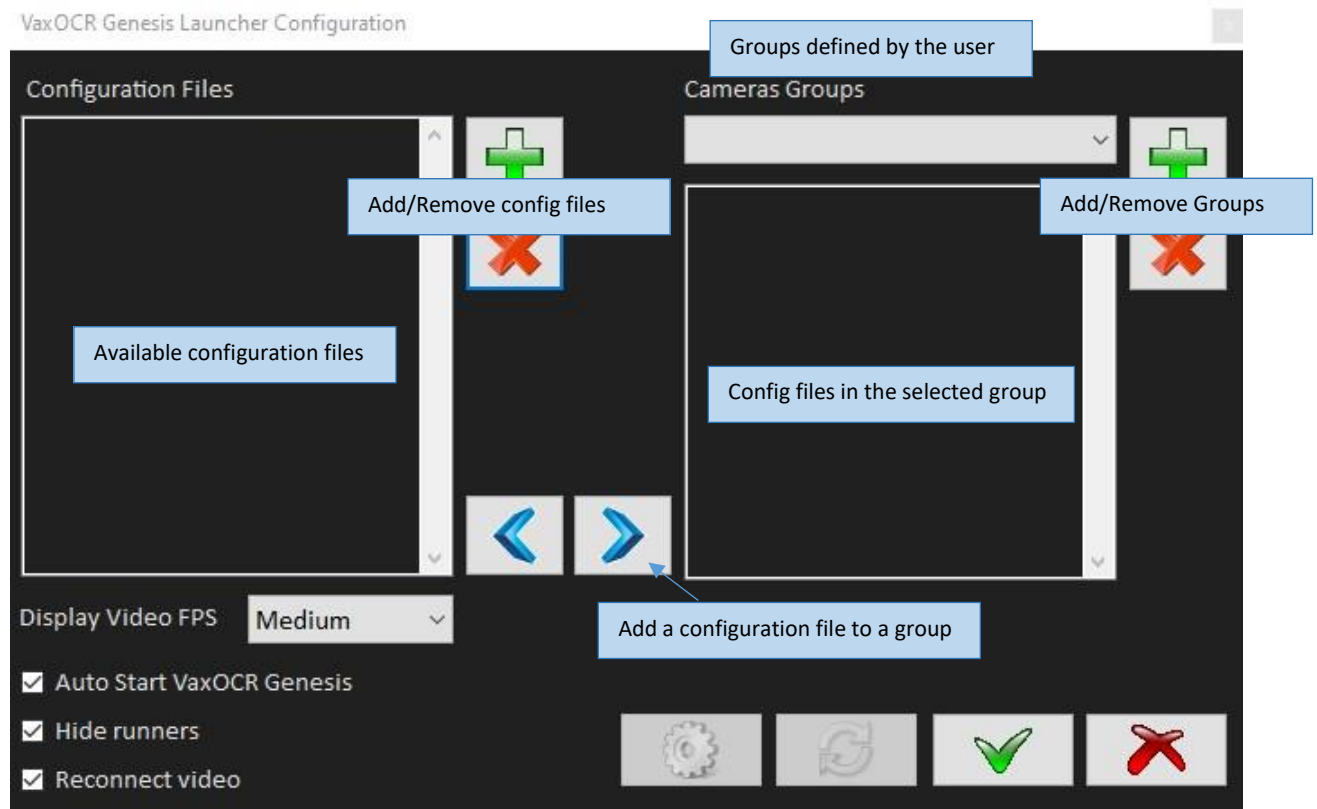 VaxOCR Genesis Launcher Configuration
Groups defined by the user
Configuration Files
Cameras Groups
Add/Remove config files
Add/Remove Groups
Available configuration files
Config files in the selected group
Display Video FPS
Medium
Add a configuration file to a group
Auto Start VaxOCR Genesis
Hide runners
Reconnect video